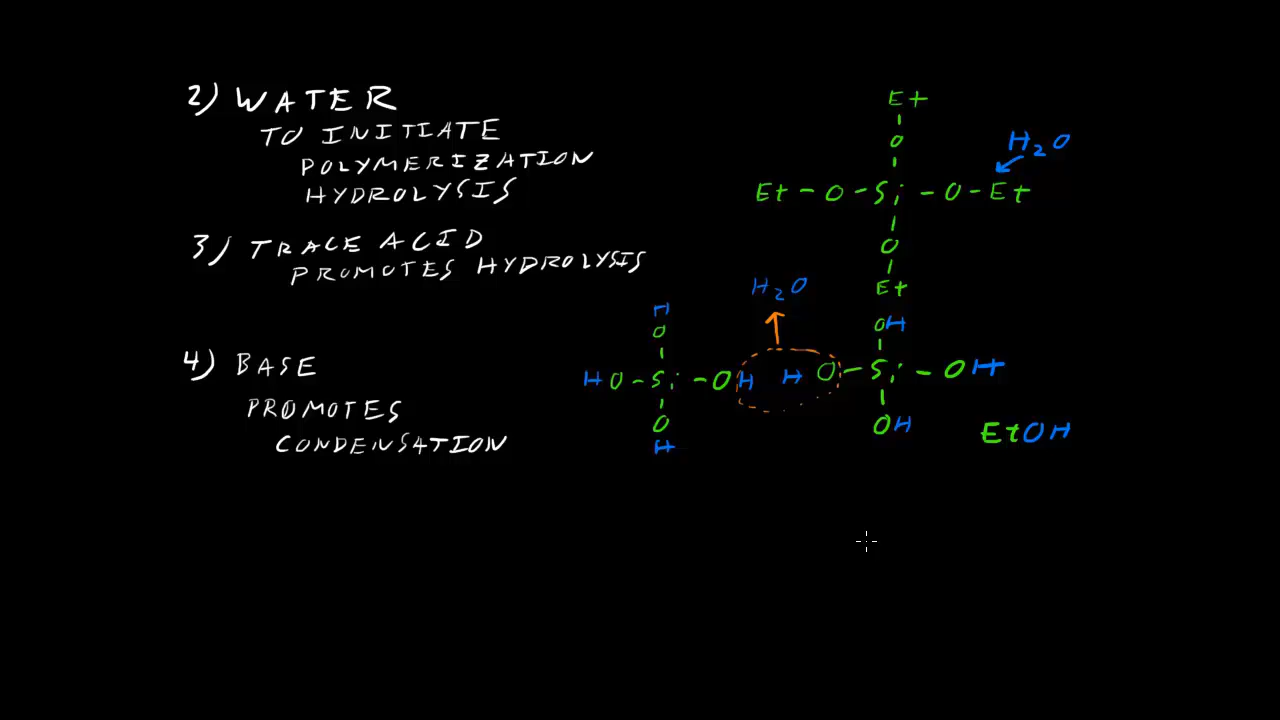 2) WATER
TO INITIATE
POLYMERIZATION
HYDROLYSIS
3) TRACE ACID
PROMOTES HYDROLYSIS
4) BASE
PROMOTES
CONDENSATION
Et
O
H2O
Et - O - Si - O - Et
O
Et
H2O
H
O
HO - Si - OH
O
H
OH
HO - Si - OH
OH
EtOH